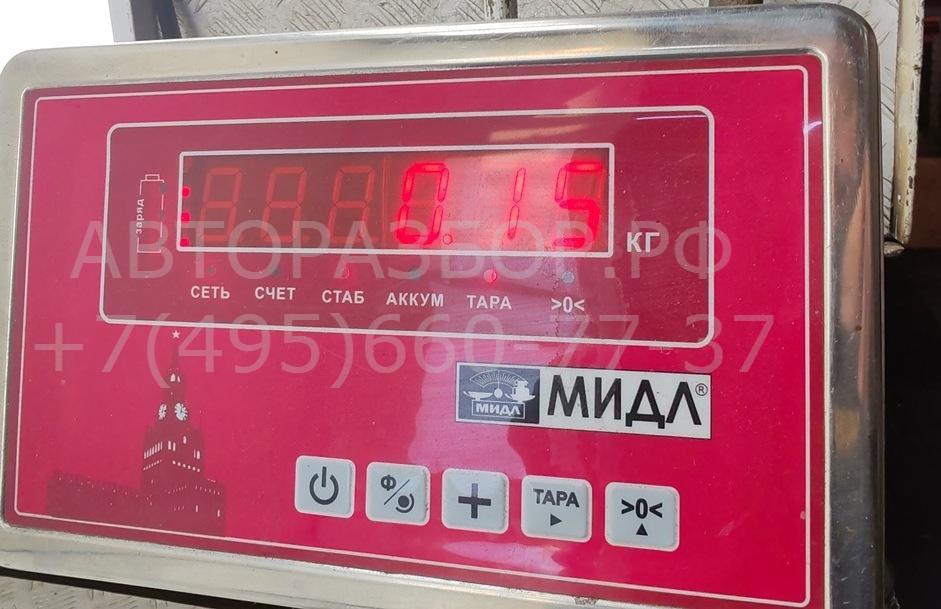 0.15
заряд
КГ
АВТОРАЗБОР.РФ
СЕТЬ СЧЕТ СТАБ АККУМ ТАРА >0<
+7(495)660-77-37
МИДЛ МИДЛ®
Ф
+
ТАРА
>0<